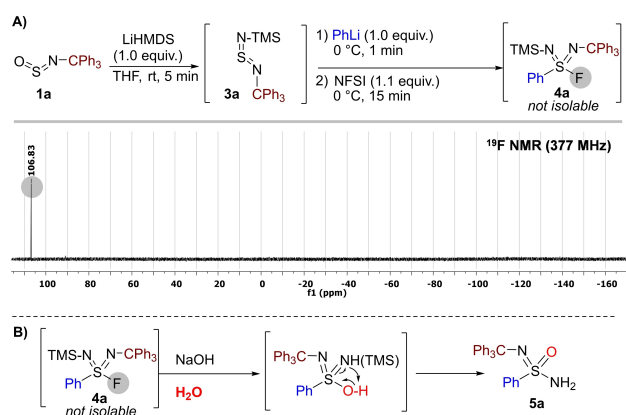 A)
O
S
N-CPh3
1a
LiHMDS
(1.0 equiv.)
THF, rt, 5 min
N-TMS
S
N
CPh3
3a
1) PhLi (1.0 equiv.)
0 °C, 1 min
2) NFSI (1.1 equiv.)
0 °C, 15 min
TMS-N N-CPh3
S
Ph F
4a
not isolable
106.83
19F NMR (377 MHz)
100 80 60 40 20 0 -20 -40 -60 -80 -100 -120 -140 -160
f1 (ppm)
B)
TMS-N N-CPh3
S
Ph F
4a
not isolable
NaOH
H2O
Ph3C-N NH(TMS)
S
Ph O-H
Ph3C-N O
S
Ph NH2
5a